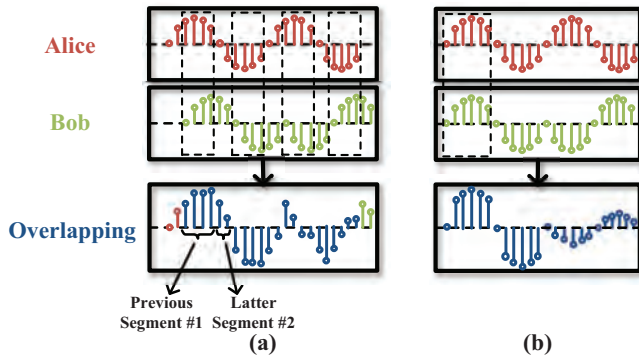 Alice
Bob
Overlapping
Previous
Segment #1
Latter
Segment #2
(a)
(b)